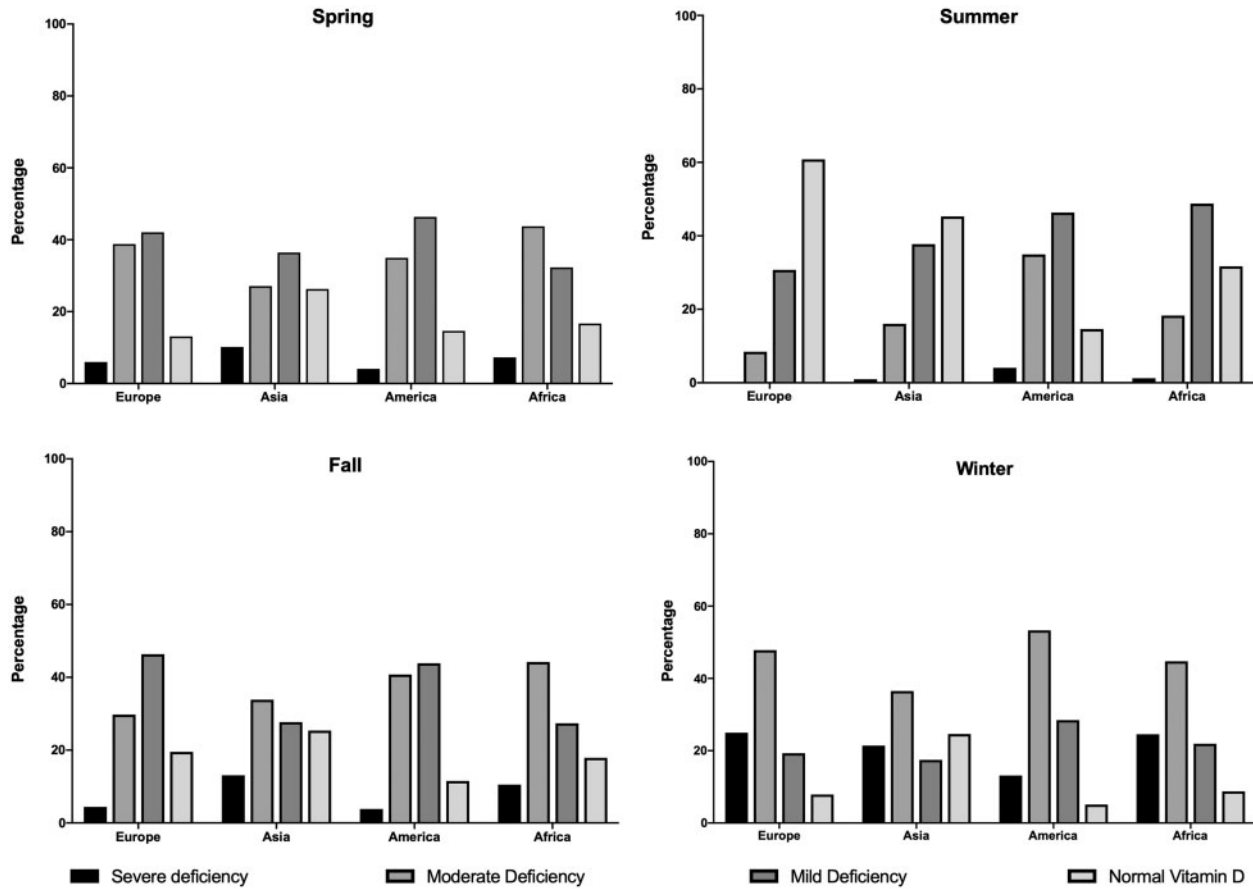 Spring
Percentage
100
80
60
40
20
0
Europe Asia America Africa
Summer
Percentage
100
80
60
40
20
0
Europe Asia America Africa
Fall
Percentage
100
80
60
40
20
0
Europe Asia America Africa
Winter
Percentage
100
80
60
40
20
0
Europe Asia America Africa
Severe deficiency Moderate Deficiency Mild Deficiency Normal Vitamin D